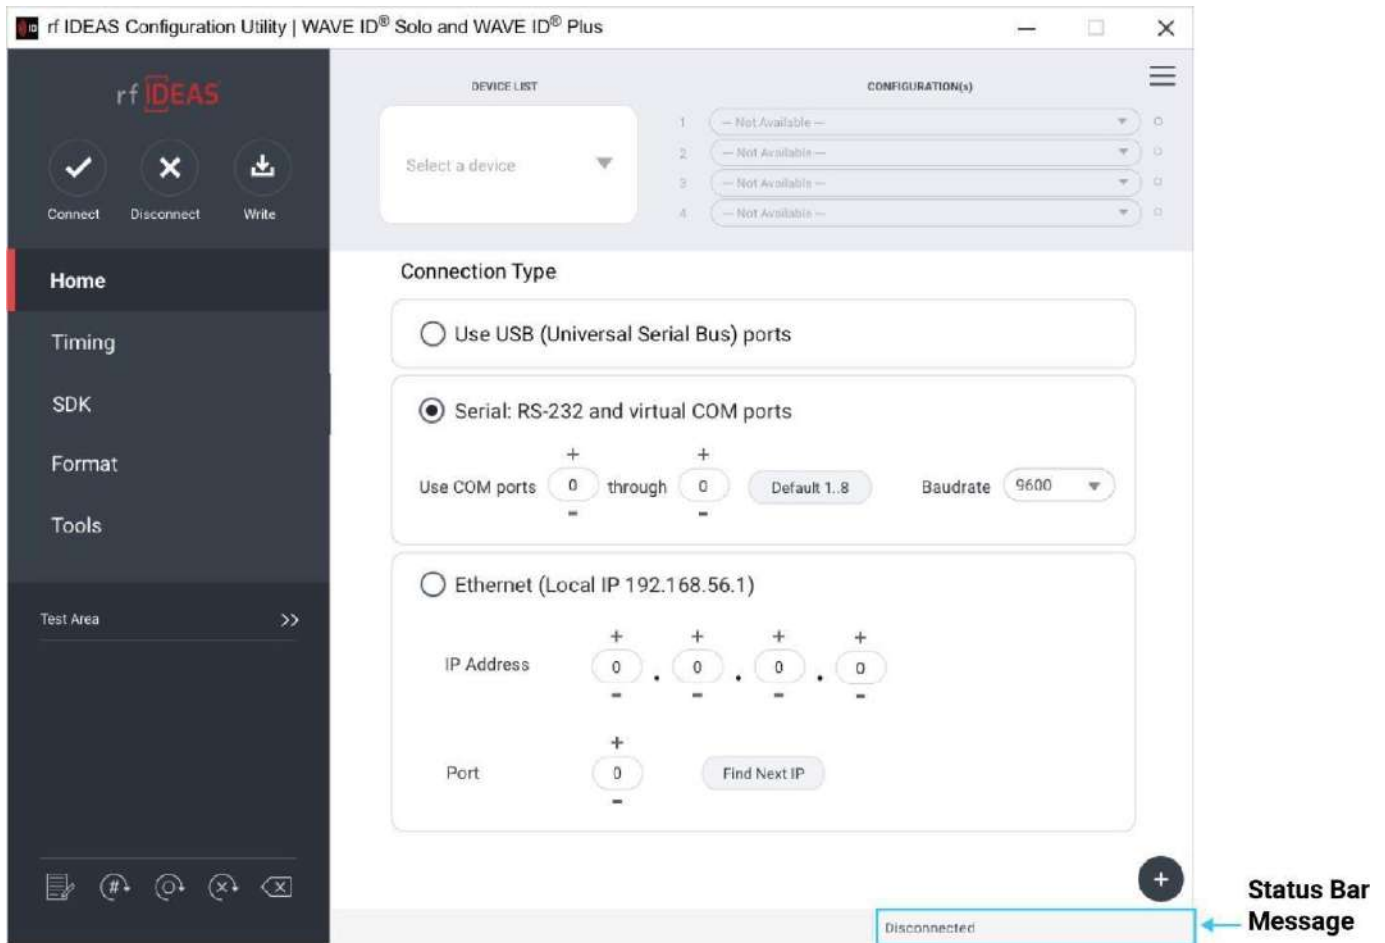 rf IDEAS Configuration Utility | WAVE ID® Solo and WAVE ID® Plus
rf IDEAS
Connect Disconnect Write
Home
Timing
SDK
Format
Tools
Test Area >>
DEVICE LIST
Select a device
CONFIGURATION(s)
1 -- Not Available --
2 -- Not Available --
3 -- Not Available --
4 -- Not Available --
Connection Type
Use USB (Universal Serial Bus) ports
Serial: RS-232 and virtual COM ports
+ +
Use COM ports 0 through 0 Default 1..8 Baudrate 9600
- -
Ethernet (Local IP 192.168.56.1)
+ + + +
IP Address 0 . 0 . 0 . 0
- - - -
+
Port 0 Find Next IP
-
+
Disconnected
Status Bar
Message